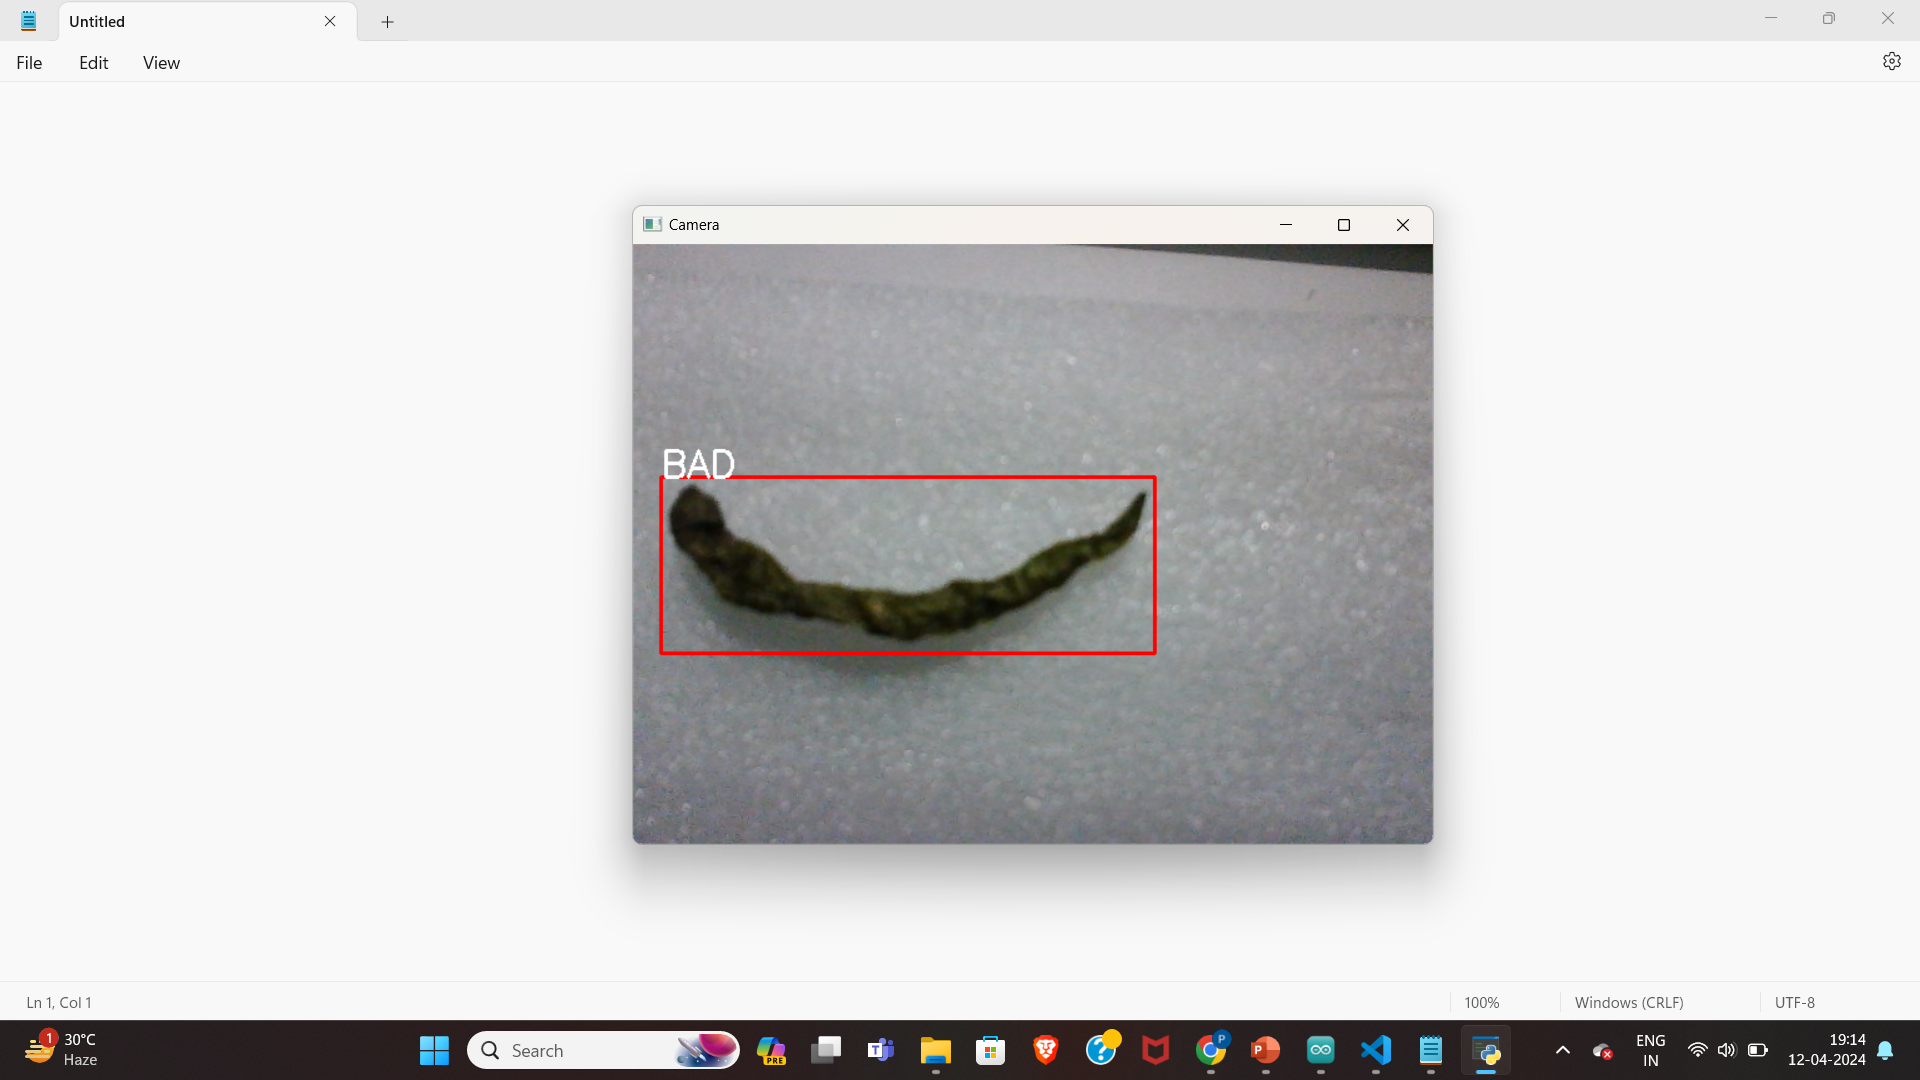 Untitled
File Edit View
Camera
BAD
Ln 1, Col 1
100%
Windows (CRLF)
UTF-8
1
30°C
Haze
Search
PRE
P
P
ENG
IN
19:14
12-04-2024